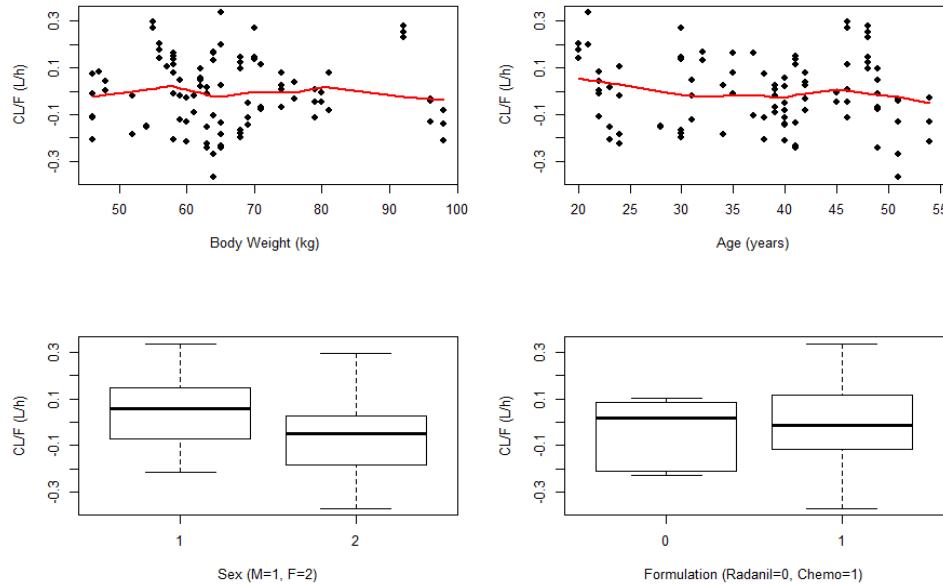 CL/F (L/h)
0.3
0.1
-0.1
-0.3
50 60 70 80 90 100
Body Weight (kg)
CL/F (L/h)
0.3
0.1
-0.1
-0.3
20 25 30 35 40 45 50 55
Age (years)
CL/F (L/h)
0.3
0.1
-0.1
-0.3
1 2
Sex (M=1, F=2)
CL/F (L/h)
0.3
0.1
-0.1
-0.3
0 1
Formulation (Radanil=0, Chemo=1)